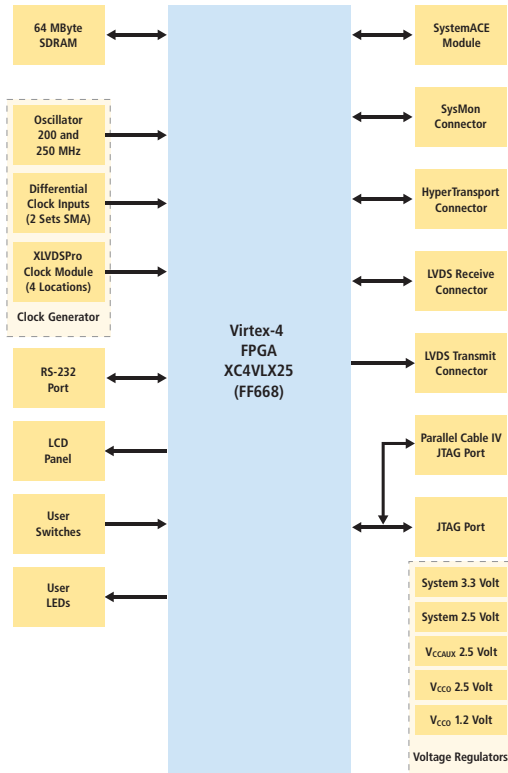 64 MByte
SDRAM
Oscillator
200 and
250 MHz
Differential
Clock Inputs
(2 Sets SMA)
XLVDSPro
Clock Module
(4 Locations)
Clock Generator
RS-232
Port
LCD
Panel
User
Switches
User
LEDs
Virtex-4
FPGA
XC4VLX25
(FF668)
SystemACE
Module
SysMon
Connector
HyperTransport
Connector
LVDS Receive
Connector
LVDS Transmit
Connector
Parallel Cable IV
JTAG Port
JTAG Port
System 3.3 Volt
System 2.5 Volt
VCCAUX 2.5 Volt
VCCO 2.5 Volt
VCCO 1.2 Volt
Voltage Regulators